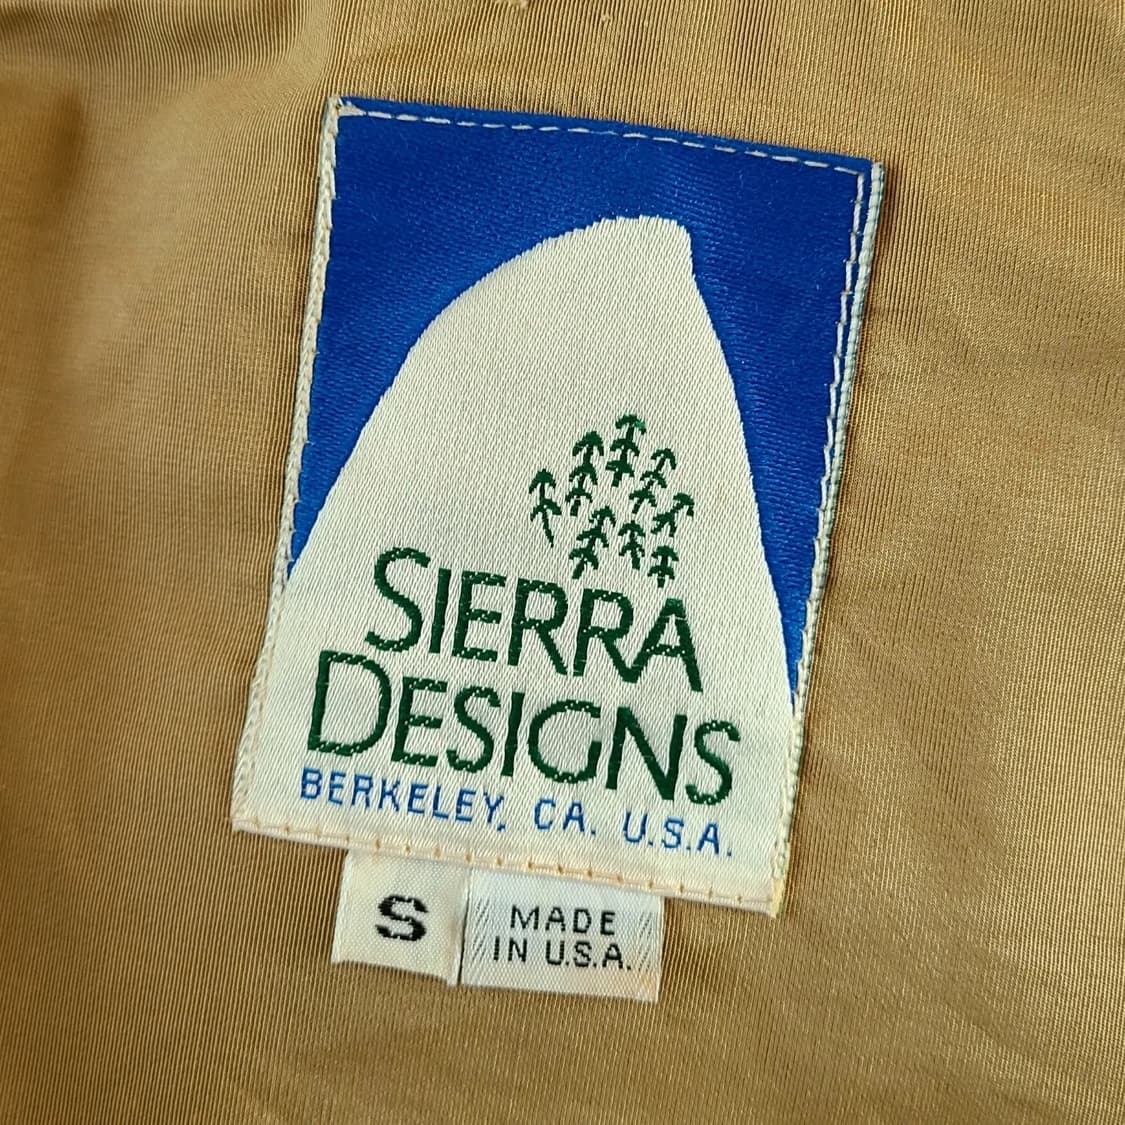 SIERRA
DESIGNS
BERKELEY, CA. U.S.A.
S
MADE
IN U.S.A.